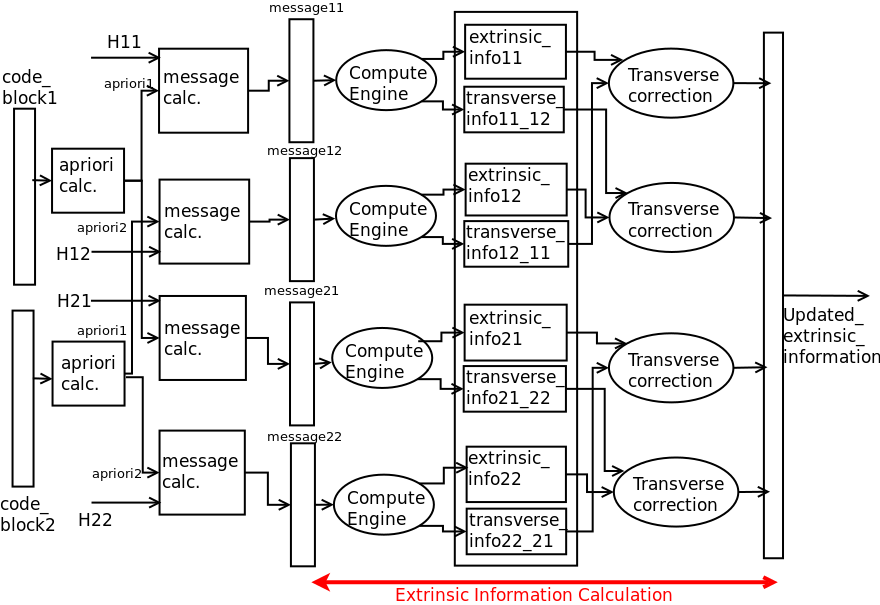 message11
H11
code_
block1
apriori1
message
calc.
Compute
Engine
extrinsic_
info11
transverse_
info11_12
Transverse
correction
apriori
calc.
message12
apriori2
H12
message
calc.
Compute
Engine
extrinsic_
info12
transverse_
info12_11
Transverse
correction
message21
H21
apriori1
message
calc.
Compute
Engine
extrinsic_
info21
transverse_
info21_22
Transverse
correction
Updated_
extrinsic_
information
apriori
calc.
message22
apriori2
H22
code_
block2
message
calc.
Compute
Engine
extrinsic_
info22
transverse_
info22_21
Transverse
correction
Extrinsic Information Calculation